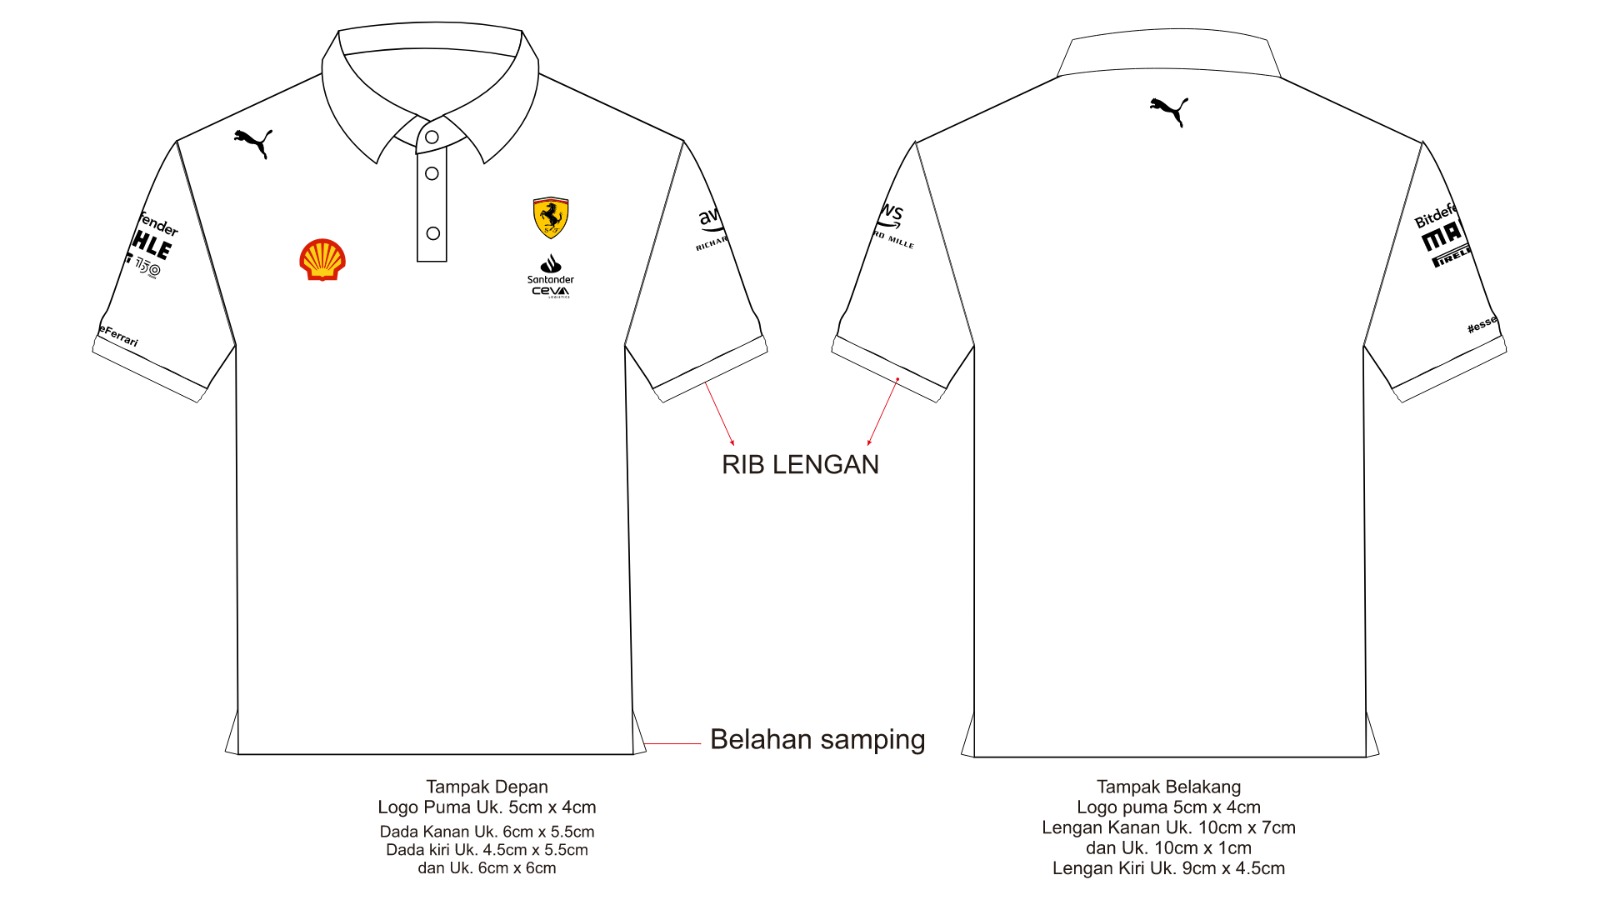 fender
HLE
150
eFerrari
Santander
CEVA
LOGISTICS
aw
RICHAR
ws
RD MILLE
Bitdefe
MA
IRELL
#esse
RIB LENGAN
Belahan samping
Tampak Depan
Logo Puma Uk. 5cm x 4cm
Dada Kanan Uk. 6cm x 5.5cm
Dada kiri Uk. 4.5cm x 5.5cm
dan Uk. 6cm x 6cm
Tampak Belakang
Logo puma 5cm x 4cm
Lengan Kanan Uk. 10cm x 7cm
dan Uk. 10cm x 1cm
Lengan Kiri Uk. 9cm x 4.5cm